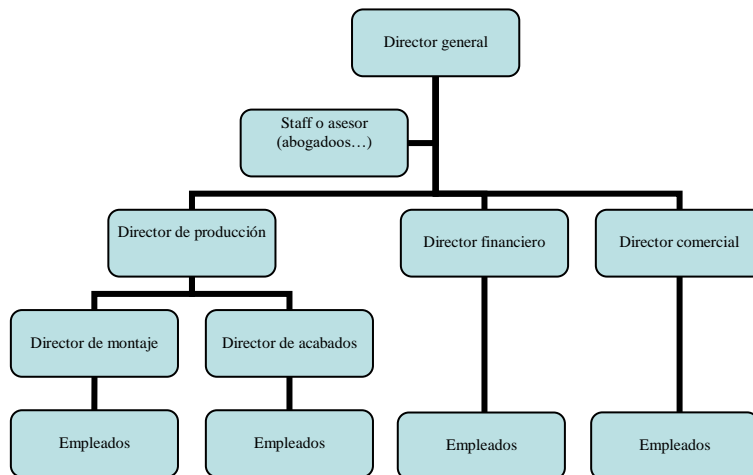 Director general
Staff o asesor
(abogadoos…)
Director de producción
Director financiero
Director comercial
Director de montaje
Director de acabados
Empleados
Empleados
Empleados
Empleados